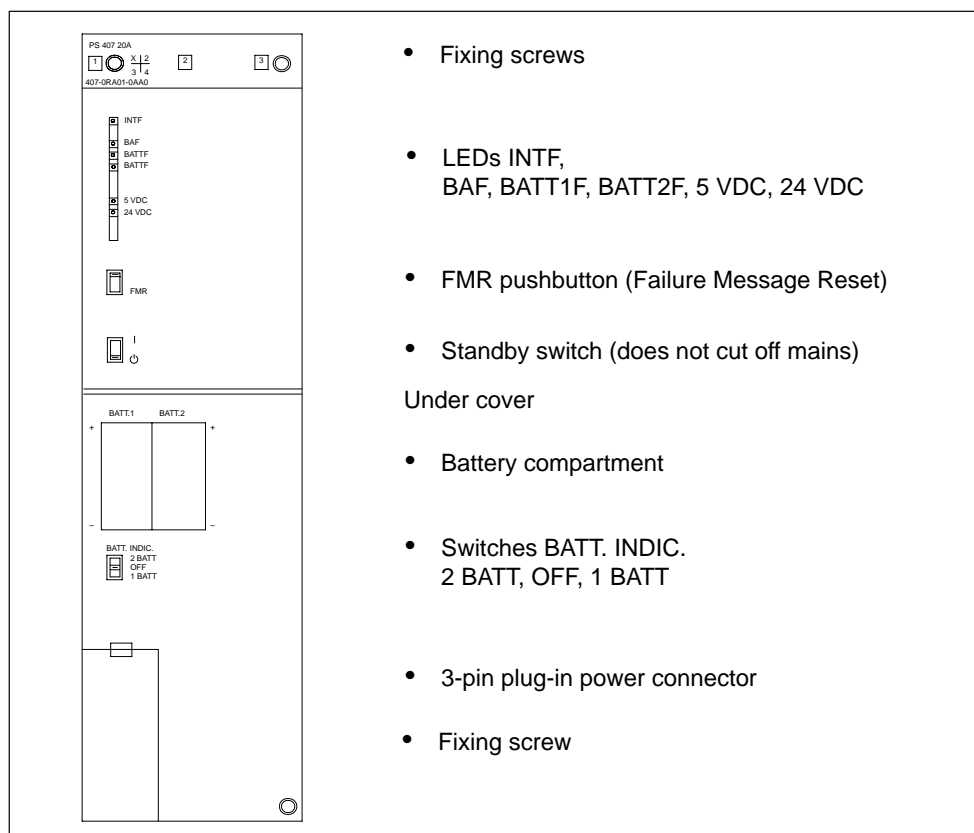 PS 407 20A
1 X 2 3 4 2 3
407-0RA01-0AA0
INTF
BAF
BATTF
BATTF
5 VDC
24 VDC
FMR
I
BATT.1 BATT.2
+ +
– –
BATT. INDIC.
2 BATT
OFF
1 BATT
• Fixing screws
• LEDs INTF,
BAF, BATT1F, BATT2F, 5 VDC, 24 VDC
• FMR pushbutton (Failure Message Reset)
• Standby switch (does not cut off mains)
Under cover
• Battery compartment
• Switches BATT. INDIC.
2 BATT, OFF, 1 BATT
• 3-pin plug-in power connector
• Fixing screw